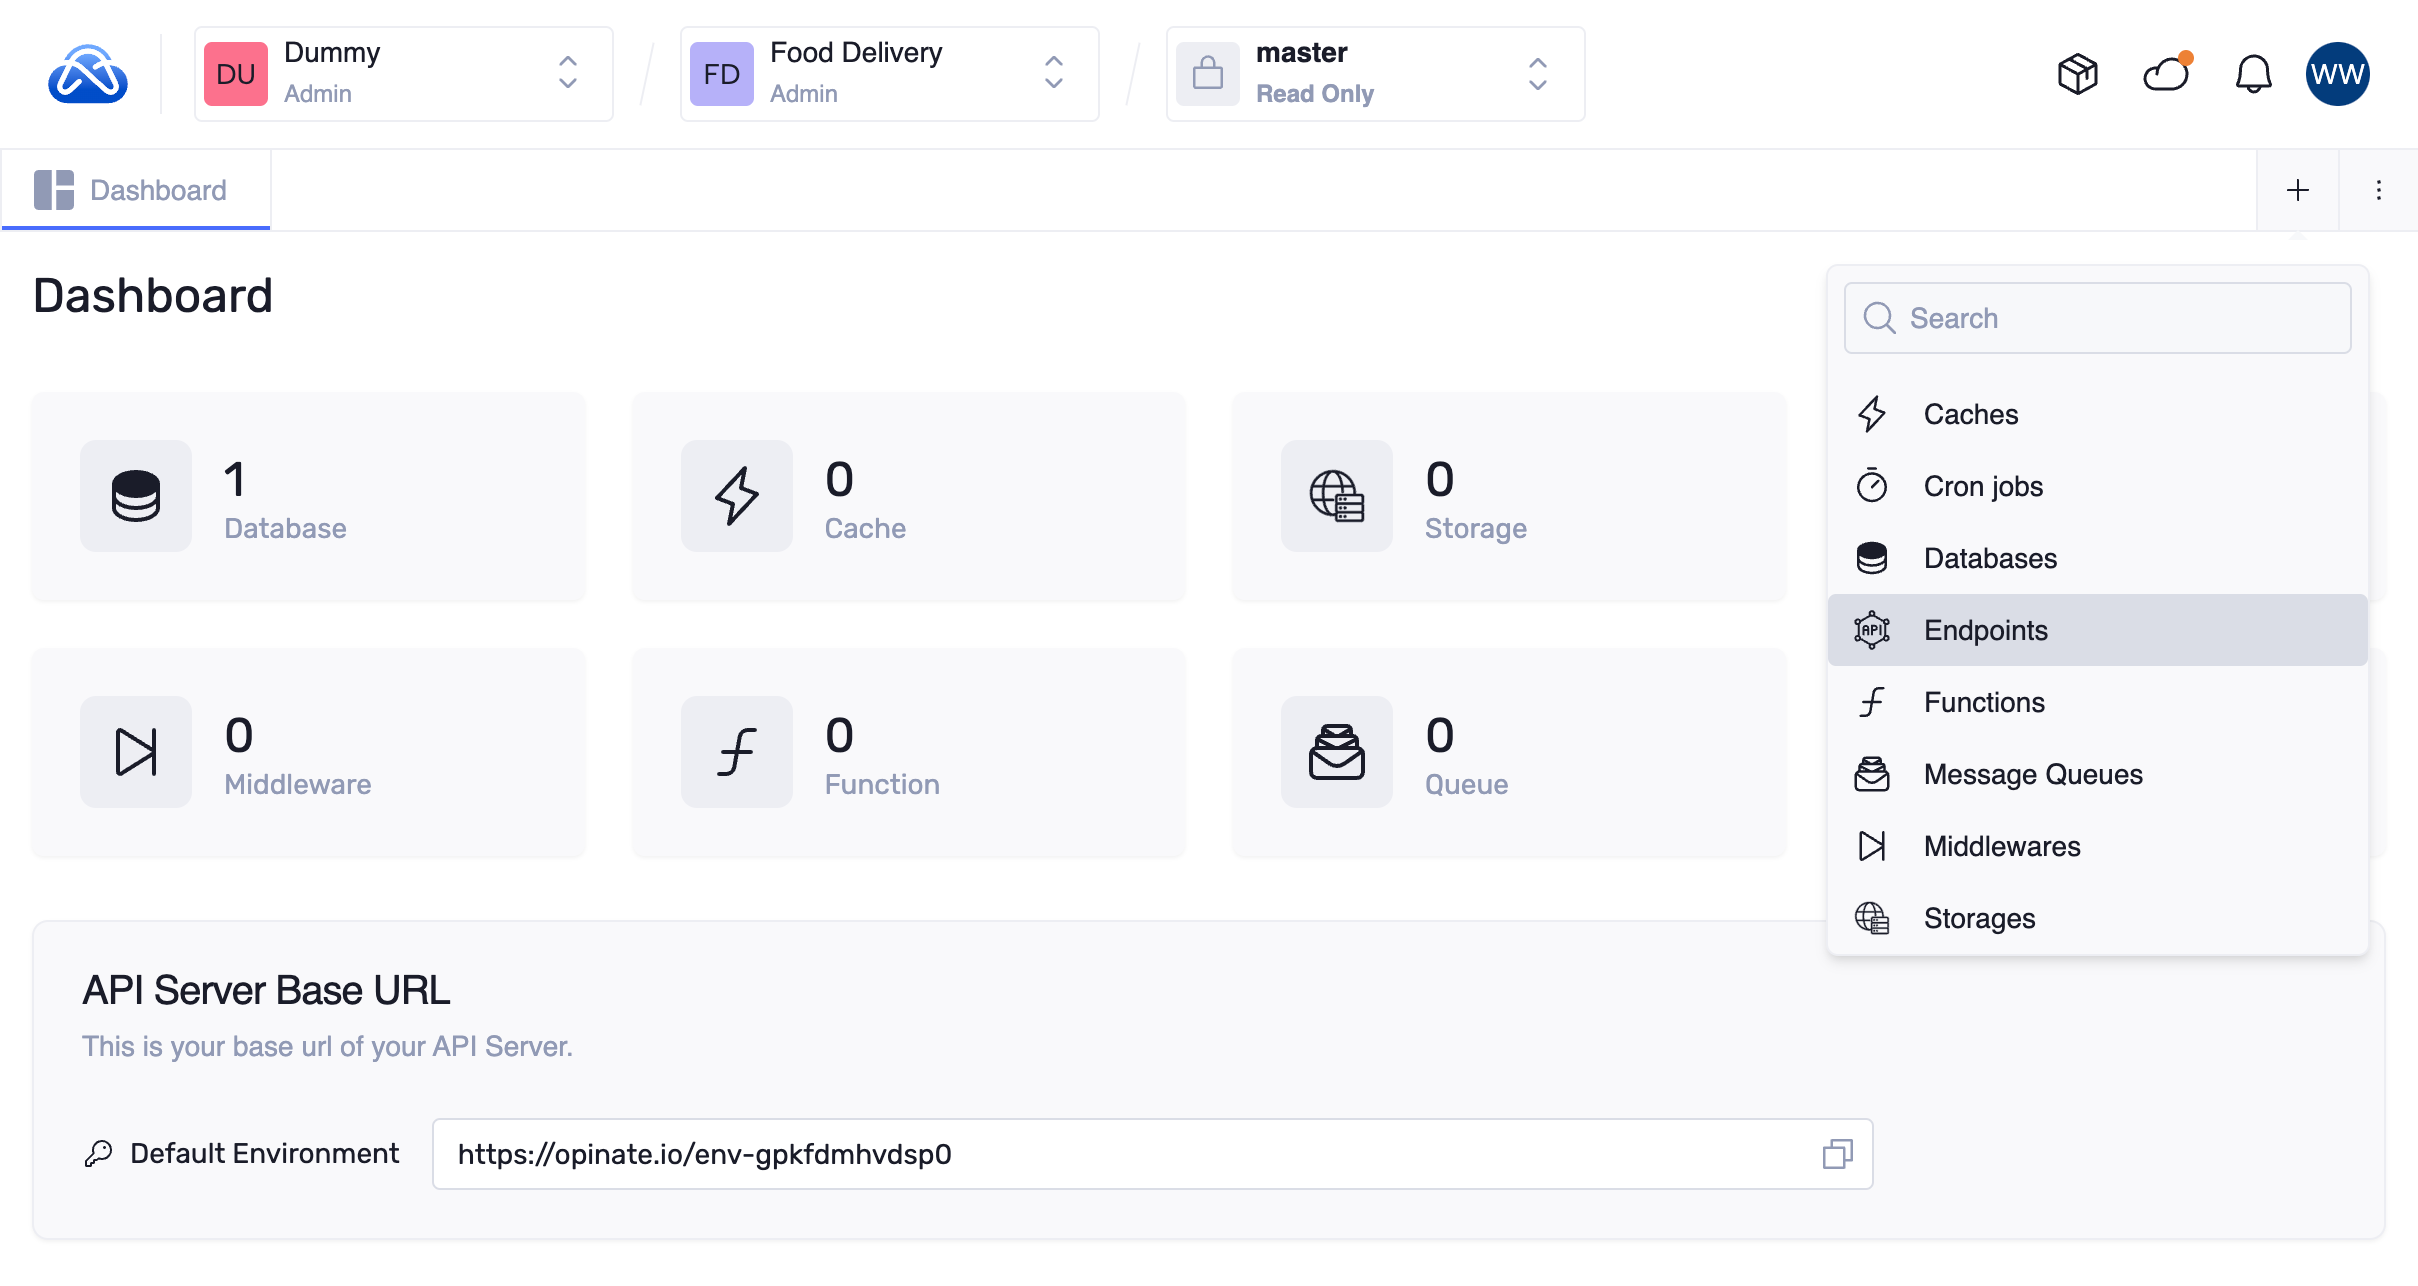 DU
Dummy
Admin
FD
Food Delivery
Admin
master
Read Only
WW
Dashboard
Dashboard
Search
Caches
Cron jobs
Databases
API
Endpoints
Functions
Message Queues
Middlewares
Storages
1
Database
0
Cache
0
Storage
0
Middleware
0
Function
0
Queue
API Server Base URL
This is your base url of your API Server.
Default Environment
https://opinate.io/env-gpkfdmhvdsp0